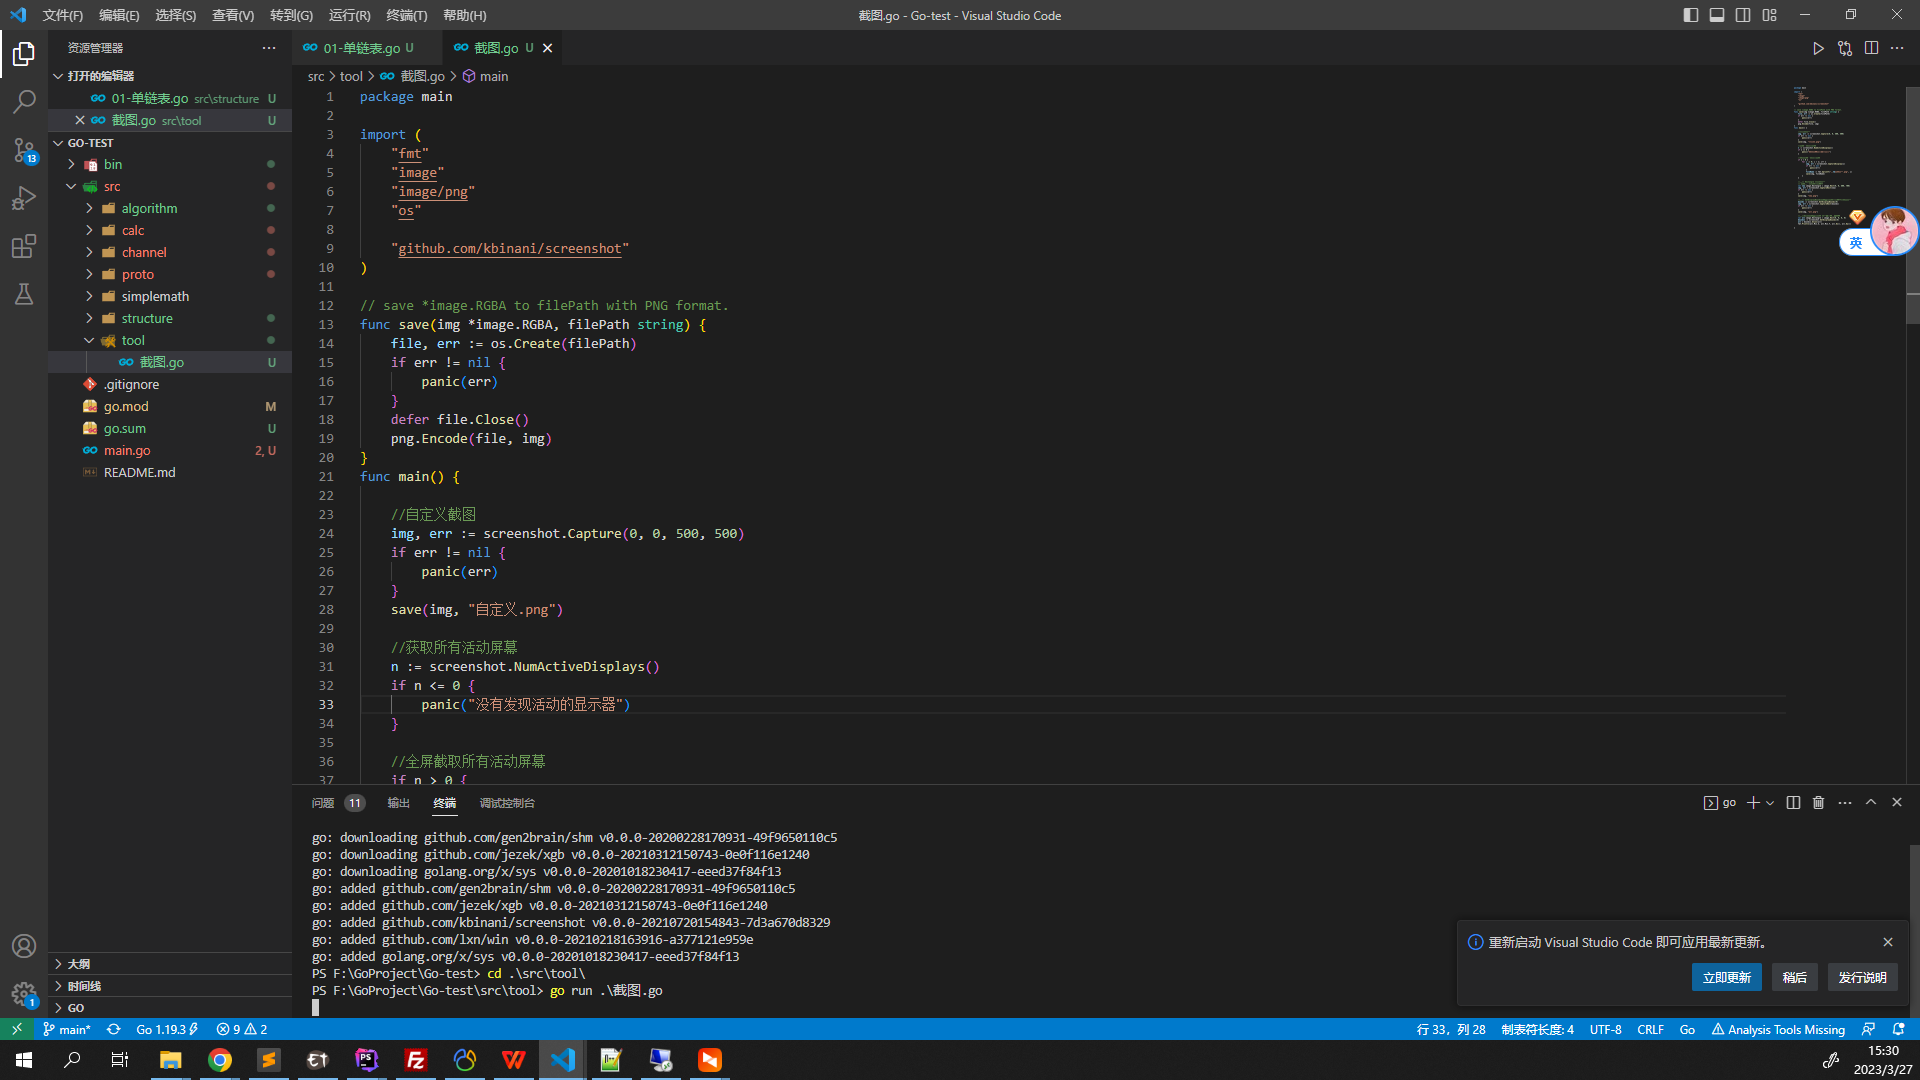 文件(F) 编辑(E) 选择(S) 查看(V) 转到(G) 运行(R) 终端(T) 帮助(H)
截图.go - Go-test - Visual Studio Code
资源管理器
打开的编辑器
01-单链表.go src\structure U
截图.go src\tool U
GO-TEST
bin
src
algorithm
calc
channel
proto
simplemath
structure
tool
截图.go U
.gitignore
go.mod M
go.sum U
main.go 2, U
README.md
大纲
时间线
GO
13
1
01-单链表.go U
截图.go U
src > tool > 截图.go > main
1 package main
2
3 import (
4 "fmt"
5 "image"
6 "image/png"
7 "os"
8
9 "github.com/kbinani/screenshot"
10 )
11
12 // save *image.RGBA to filePath with PNG format.
13 func save(img *image.RGBA, filePath string) {
14 file, err := os.Create(filePath)
15 if err != nil {
16 panic(err)
17 }
18 defer file.Close()
19 png.Encode(file, img)
20 }
21 func main() {
22
23 //自定义截图
24 img, err := screenshot.Capture(0, 0, 500, 500)
25 if err != nil {
26 panic(err)
27 }
28 save(img, "自定义.png")
29
30 //获取所有活动屏幕
31 n := screenshot.NumActiveDisplays()
32 if n <= 0 {
33 panic("没有发现活动的显示器")
34 }
35
36 //全屏截取所有活动屏幕
37 if n > 0 {
英
问题 11 输出 终端 调试控制台
go
go: downloading github.com/gen2brain/shm v0.0.0-20200228170931-49f9650110c5
go: downloading github.com/jezek/xgb v0.0.0-20210312150743-0e0f116e1240
go: downloading golang.org/x/sys v0.0.0-20201018230417-eeed37f84f13
go: added github.com/gen2brain/shm v0.0.0-20200228170931-49f9650110c5
go: added github.com/jezek/xgb v0.0.0-20210312150743-0e0f116e1240
go: added github.com/kbinani/screenshot v0.0.0-20210720154843-7d3a670d8329
go: added github.com/lxn/win v0.0.0-20210218163916-a377121e959e
go: added golang.org/x/sys v0.0.0-20201018230417-eeed37f84f13
PS F:\GoProject\Go-test> cd .\src\tool\
PS F:\GoProject\Go-test\src\tool> go run .\截图.go
重新启动 Visual Studio Code 即可应用最新更新。
立即更新 稍后 发行说明
main* Go 1.19.3 9 2
行 33，列 28 制表符长度: 4 UTF-8 CRLF Go Analysis Tools Missing
15:30
2023/3/27